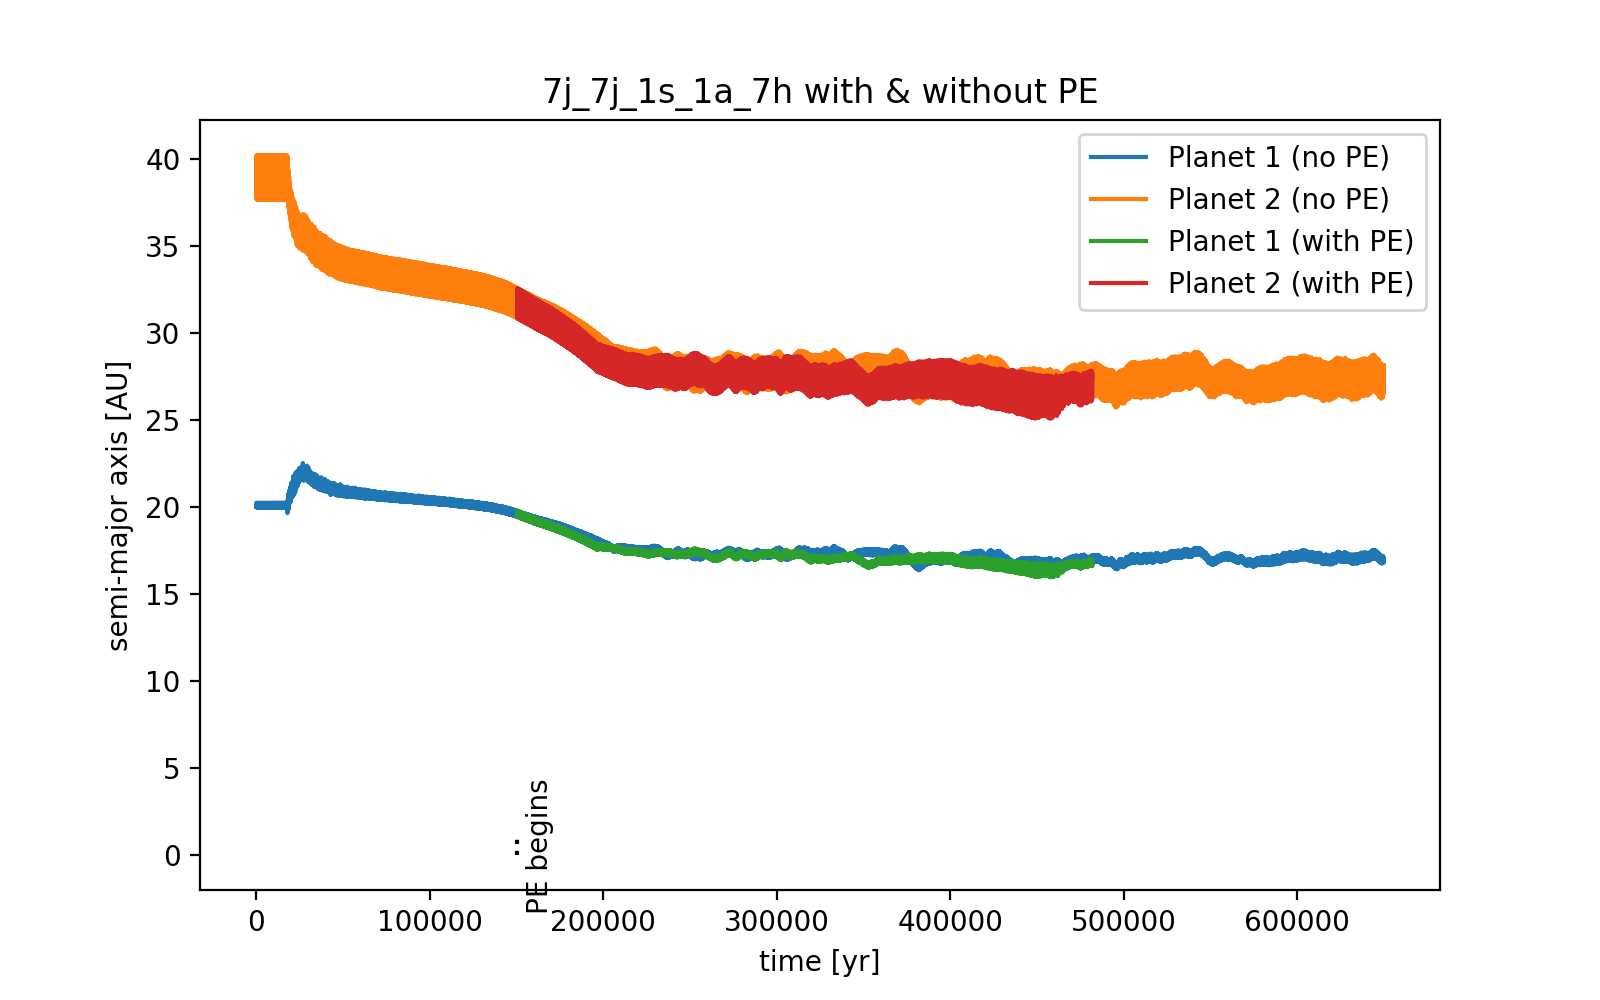 7j_7j_1s_1a_7h with & without PE
Planet 1 (no PE)
Planet 2 (no PE)
Planet 1 (with PE)
Planet 2 (with PE)
semi-major axis [AU]
40
35
30
25
20
15
10
5
0
PE begins
0
100000
200000
300000
400000
500000
600000
time [yr]